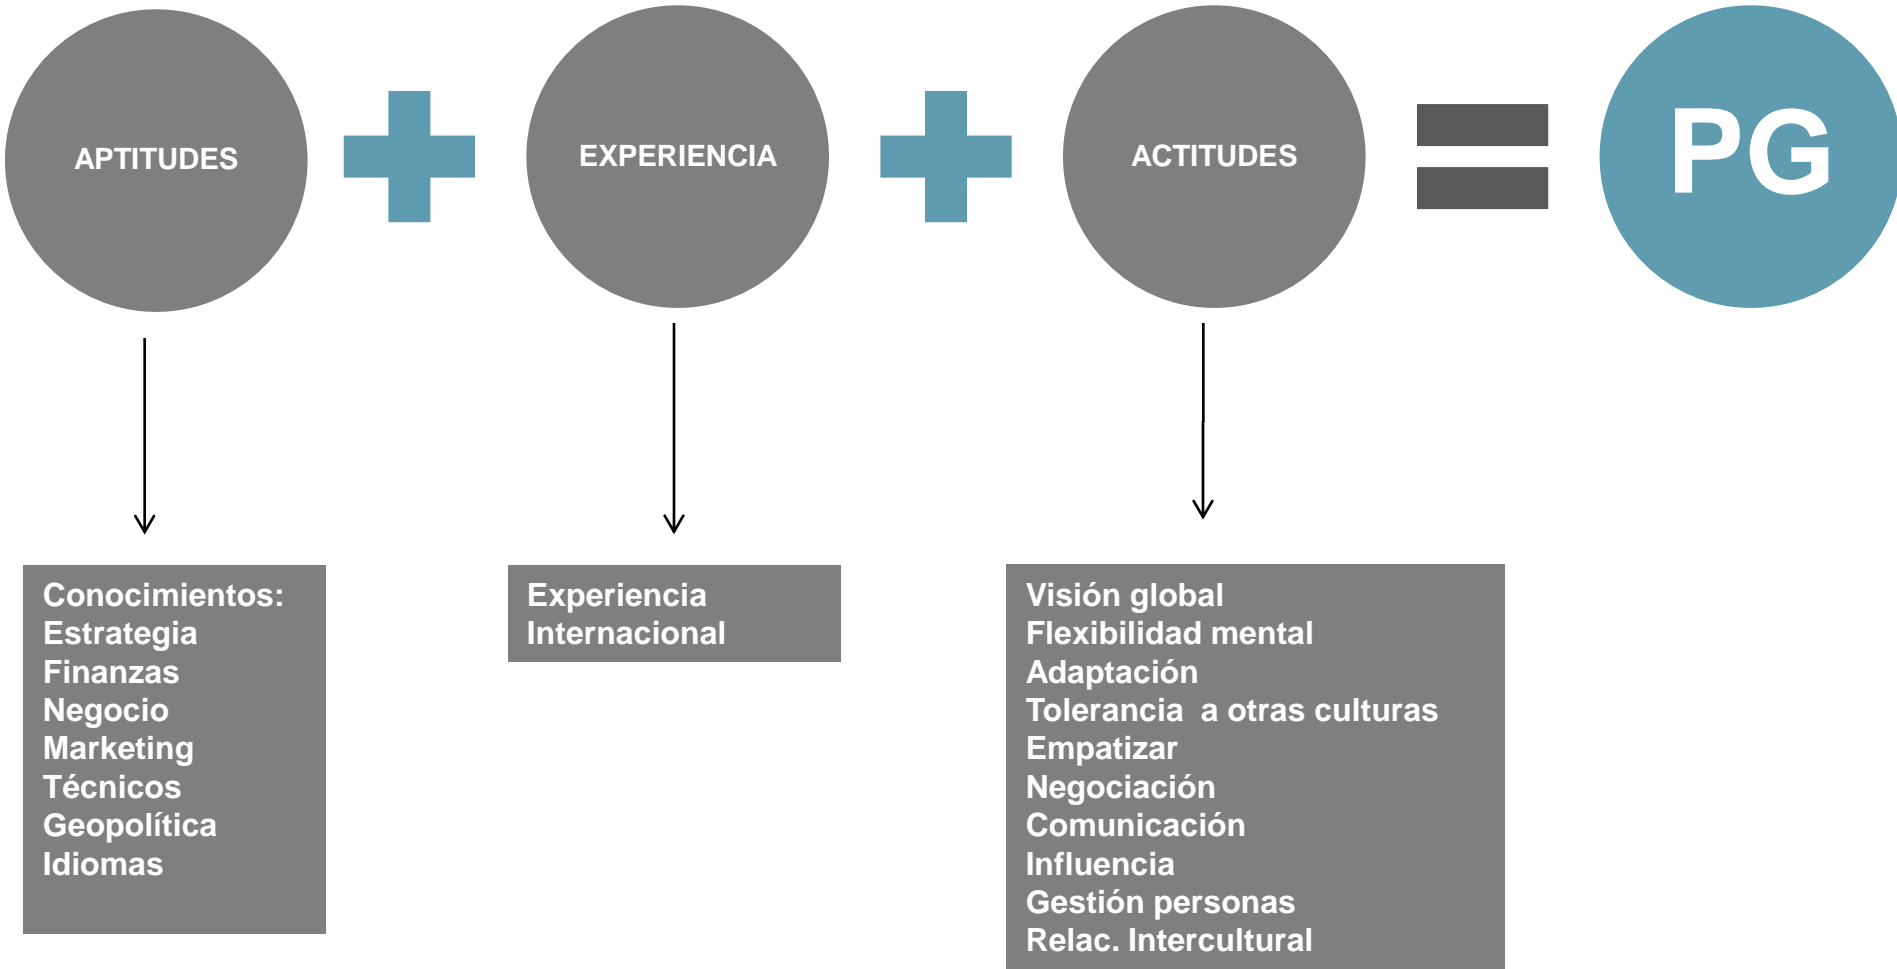 APTITUDES
EXPERIENCIA
ACTITUDES
PG
Conocimientos:
Estrategia
Finanzas
Negocio
Marketing
Técnicos
Geopolítica
Idiomas
Experiencia
Internacional
Visión global
Flexibilidad mental
Adaptación
Tolerancia  a otras culturas
Empatizar
Negociación
Comunicación
Influencia
Gestión personas
Relac. Intercultural